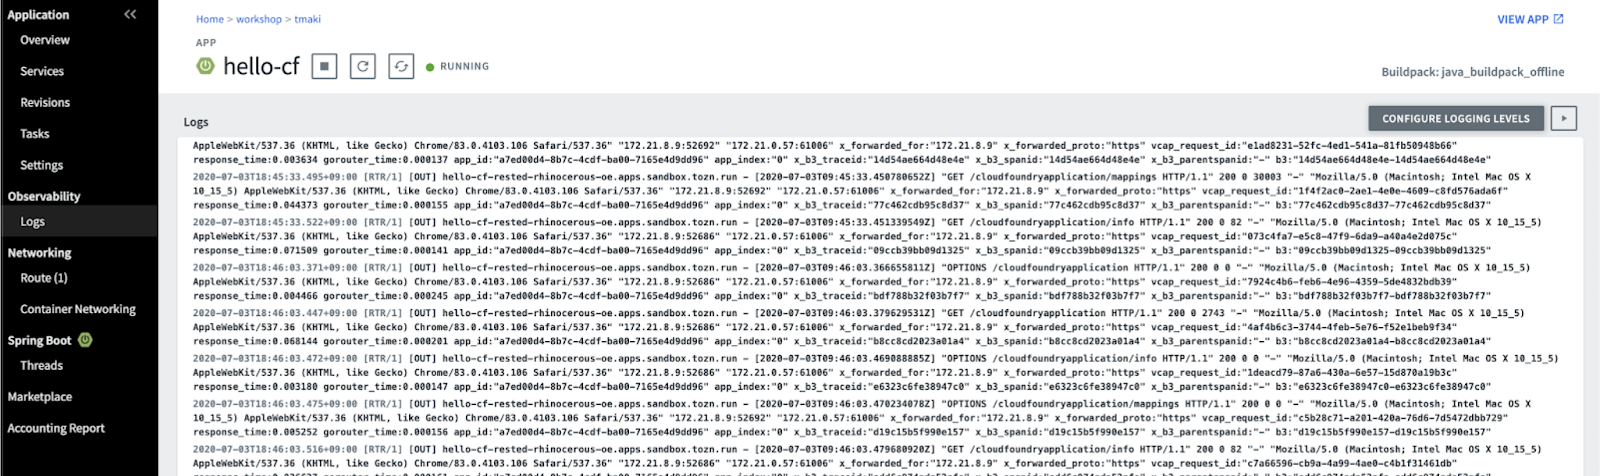 Application <<
Overview
Services
Revisions
Tasks
Settings
Observability
Logs
Networking
Route (1)
Container Networking
Spring Boot
Threads
Marketplace
Accounting Report
Home > workshop > tmaki
VIEW APP
APP
hello-cf
RUNNING
Buildpack: java_buildpack_offline
Logs
CONFIGURE LOGGING LEVELS
AppleWebKit/537.36 (KHTML, like Gecko) Chrome/83.0.4103.106 Safari/537.36" "172.21.8.9:52692" "172.21.0.57:61006" x_forwarded_for:"172.21.8.9" x_forwarded_proto:"https" vcap_request_id:"e1ad8231-52fc-4ed1-541a-81fb50948b66"
response_time:0.003634 gorouter_time:0.000137 app_id:"a7ed00d4-8b7c-4cdf-ba00-7165e4d9dd96" app_index:"0" x_b3_traceid:"14d54ae664d48e4e" x_b3_spanid:"14d54ae664d48e4e" x_b3_parentspanid:"-" b3:"14d54ae664d48e4e-14d54ae664d48e4e"
2020-07-03T18:45:33.495+09:00 [RTR/1] [OUT] hello-cf-rested-rhinocerous-oe.apps.sandbox.tozn.run - [2020-07-03T09:45:33.450780652Z] "GET /cloudfoundryapplication/mappings HTTP/1.1" 200 0 30003 "-" "Mozilla/5.0 (Macintosh; Intel Mac OS X
10_15_5) AppleWebKit/537.36 (KHTML, like Gecko) Chrome/83.0.4103.106 Safari/537.36" "172.21.8.9:52692" "172.21.0.57:61006" x_forwarded_for:"172.21.8.9" x_forwarded_proto:"https" vcap_request_id:"1f4f2ac0-2ae1-4e0e-4609-c8fd576ada6f"
response_time:0.044373 gorouter_time:0.000155 app_id:"a7ed00d4-8b7c-4cdf-ba00-7165e4d9dd96" app_index:"0" x_b3_traceid:"77c462cdb95c8d37" x_b3_spanid:"77c462cdb95c8d37" x_b3_parentspanid:"-" b3:"77c462cdb95c8d37-77c462cdb95c8d37"
2020-07-03T18:45:33.522+09:00 [RTR/1] [OUT] hello-cf-rested-rhinocerous-oe.apps.sandbox.tozn.run - [2020-07-03T09:45:33.451339549Z] "GET /cloudfoundryapplication/info HTTP/1.1" 200 0 82 "-" "Mozilla/5.0 (Macintosh; Intel Mac OS X 10_15_5)
AppleWebKit/537.36 (KHTML, like Gecko) Chrome/83.0.4103.106 Safari/537.36" "172.21.8.9:52686" "172.21.0.57:61006" x_forwarded_for:"172.21.8.9" x_forwarded_proto:"https" vcap_request_id:"073c4fa7-e5c8-47f9-6da9-a40a4e2d075c"
response_time:0.071509 gorouter_time:0.000141 app_id:"a7ed00d4-8b7c-4cdf-ba00-7165e4d9dd96" app_index:"0" x_b3_traceid:"09ccb39bb09d1325" x_b3_spanid:"09ccb39bb09d1325" x_b3_parentspanid:"-" b3:"09ccb39bb09d1325-09ccb39bb09d1325"
2020-07-03T18:46:03.371+09:00 [RTR/1] [OUT] hello-cf-rested-rhinocerous-oe.apps.sandbox.tozn.run - [2020-07-03T09:46:03.366655811Z] "OPTIONS /cloudfoundryapplication HTTP/1.1" 200 0 0 "-" "Mozilla/5.0 (Macintosh; Intel Mac OS X 10_15_5)
AppleWebKit/537.36 (KHTML, like Gecko) Chrome/83.0.4103.106 Safari/537.36" "172.21.8.9:52686" "172.21.0.57:61006" x_forwarded_for:"172.21.8.9" x_forwarded_proto:"https" vcap_request_id:"7924c4b6-feb6-4e96-4359-5de4832bdb39"
response_time:0.004466 gorouter_time:0.000245 app_id:"a7ed00d4-8b7c-4cdf-ba00-7165e4d9dd96" app_index:"0" x_b3_traceid:"bdf788b32f03b7f7" x_b3_spanid:"bdf788b32f03b7f7" x_b3_parentspanid:"-" b3:"bdf788b32f03b7f7-bdf788b32f03b7f7"
2020-07-03T18:46:03.447+09:00 [RTR/1] [OUT] hello-cf-rested-rhinocerous-oe.apps.sandbox.tozn.run - [2020-07-03T09:46:03.379629531Z] "GET /cloudfoundryapplication HTTP/1.1" 200 0 2743 "-" "Mozilla/5.0 (Macintosh; Intel Mac OS X 10_15_5)
AppleWebKit/537.36 (KHTML, like Gecko) Chrome/83.0.4103.106 Safari/537.36" "172.21.8.9:52686" "172.21.0.57:61006" x_forwarded_for:"172.21.8.9" x_forwarded_proto:"https" vcap_request_id:"4af4b6c3-3744-4feb-5e76-f52e1beb9f34"
response_time:0.068144 gorouter_time:0.000201 app_id:"a7ed00d4-8b7c-4cdf-ba00-7165e4d9dd96" app_index:"0" x_b3_traceid:"b8cc8cd2023a01a4" x_b3_spanid:"b8cc8cd2023a01a4" x_b3_parentspanid:"-" b3:"b8cc8cd2023a01a4-b8cc8cd2023a01a4"
2020-07-03T18:46:03.472+09:00 [RTR/1] [OUT] hello-cf-rested-rhinocerous-oe.apps.sandbox.tozn.run - [2020-07-03T09:46:03.469088885Z] "OPTIONS /cloudfoundryapplication/info HTTP/1.1" 200 0 0 "-" "Mozilla/5.0 (Macintosh; Intel Mac OS X 10_15_5)
AppleWebKit/537.36 (KHTML, like Gecko) Chrome/83.0.4103.106 Safari/537.36" "172.21.8.9:52686" "172.21.0.57:61006" x_forwarded_for:"172.21.8.9" x_forwarded_proto:"https" vcap_request_id:"1deacd79-87a6-430a-6e57-15d870a19b3c"
response_time:0.003180 gorouter_time:0.000147 app_id:"a7ed00d4-8b7c-4cdf-ba00-7165e4d9dd96" app_index:"0" x_b3_traceid:"e6323c6fe38947c0" x_b3_spanid:"e6323c6fe38947c0" x_b3_parentspanid:"-" b3:"e6323c6fe38947c0-e6323c6fe38947c0"
2020-07-03T18:46:03.475+09:00 [RTR/1] [OUT] hello-cf-rested-rhinocerous-oe.apps.sandbox.tozn.run - [2020-07-03T09:46:03.470234078Z] "OPTIONS /cloudfoundryapplication/mappings HTTP/1.1" 200 0 0 "-" "Mozilla/5.0 (Macintosh; Intel Mac OS X
10_15_5) AppleWebKit/537.36 (KHTML, like Gecko) Chrome/83.0.4103.106 Safari/537.36" "172.21.8.9:52692" "172.21.0.57:61006" x_forwarded_for:"172.21.8.9" x_forwarded_proto:"https" vcap_request_id:"c5b28c71-a201-420a-76d6-7d5472dbb729"
response_time:0.005252 gorouter_time:0.000156 app_id:"a7ed00d4-8b7c-4cdf-ba00-7165e4d9dd96" app_index:"0" x_b3_traceid:"d19c15b5f990e157" x_b3_spanid:"d19c15b5f990e157" x_b3_parentspanid:"-" b3:"d19c15b5f990e157-d19c15b5f990e157"
2020-07-03T18:46:03.516+09:00 [RTR/1] [OUT] hello-cf-rested-rhinocerous-oe.apps.sandbox.tozn.run - [2020-07-03T09:46:03.479680920Z] "GET /cloudfoundryapplication/info HTTP/1.1" 200 0 82 "-" "Mozilla/5.0 (Macintosh; Intel Mac OS X 10_15_5)
AppleWebKit/537.36 (KHTML, like Gecko) Chrome/83.0.4103.106 Safari/537.36" "172.21.8.9:52686" "172.21.0.57:61006" x_forwarded_for:"172.21.8.9" x_forwarded_proto:"https" vcap_request_id:"c7a66596-cb9a-4a99-4ae0-c4b1f31461db"